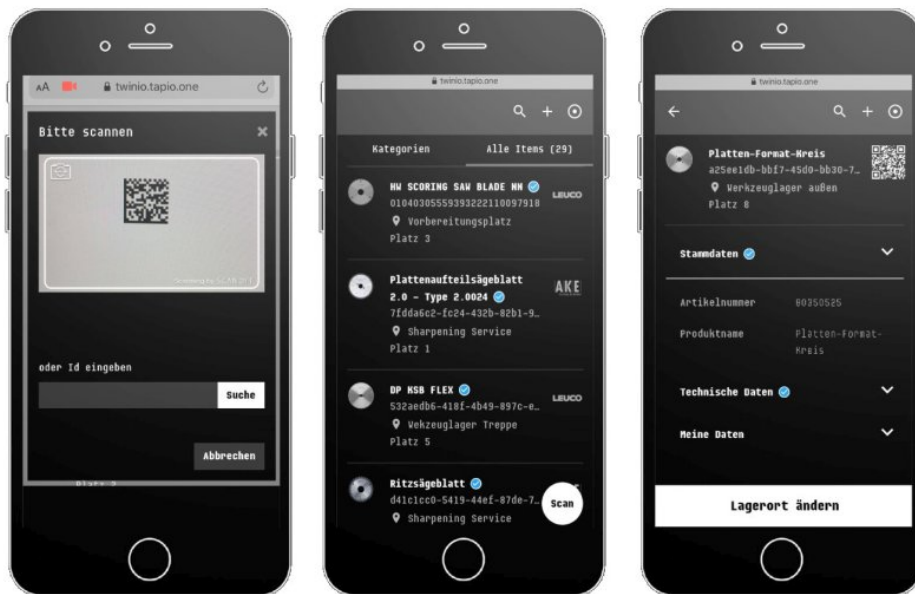 AA
twinio.tapio.one
Bitte scannen
oder Id eingeben
Suche
Abbrechen
twinio.tapio.one
Kategorien
Alle Items (29)
HW SCORING SAW BLADE NN
LEUCO
01040305559393222110097918
Vorbereitungsplatz
Platz 3
Plattenaufteilsägeblatt
2.0 - Type 2.0024
AKE
7fdda6c2-fc24-432b-82b1-9…
Sharpening Service
Platz 1
DP KSB FLEX
LEUCO
532aedb6-418f-4b49-897c-e…
Wekzeuglager Treppe
Platz 5
Ritzsägeblatt
d41c1cc0-5419-44ef-87de-7…
Scan
Sharpening Service
twinio.tapio.one
Platten-Format-Kreis
a25ee1db-bbf7-45d0-bb30-7…
Werkzeuglager außen
Platz 8
Stammdaten
Artikelnummer
80350525
Produktname
Platten-Format-
Kreis
Technische Daten
Meine Daten
Lagerort ändern